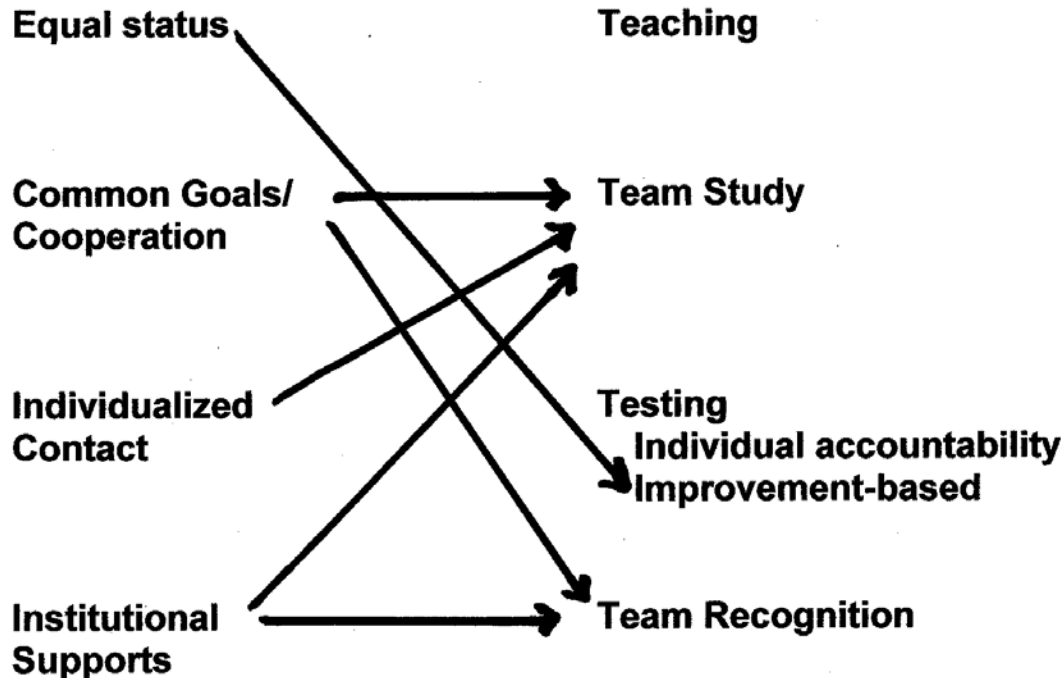 Equal status
Teaching
Common Goals/
Cooperation
Team Study
Individualized
Contact
Testing
Individual accountability
Improvement-based
Institutional
Supports
Team Recognition